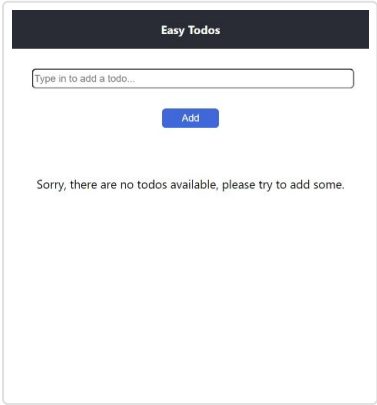 Easy Todos
Type in to add a todo...
Add
Sorry, there are no todos available, please try to add some.